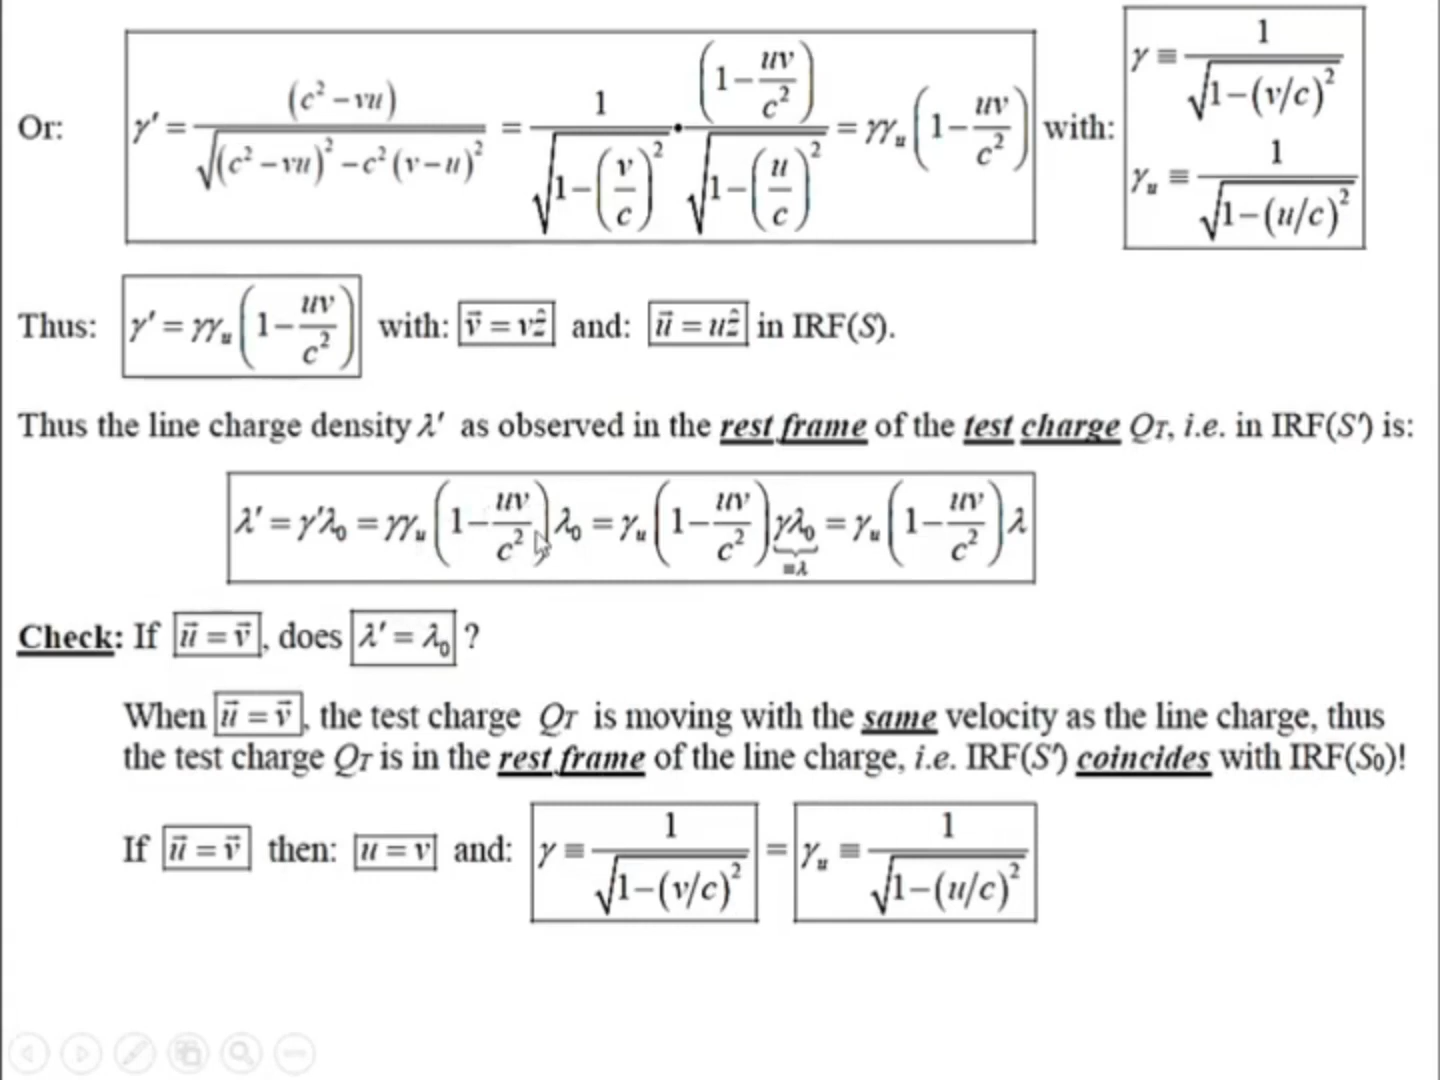 Or: γ′ = (c² − vu) / √((c² − vu)² − c²(v − u)²) = 1 / √(1 − (v/c)²) • (1 − uv/c²) / √(1 − (u/c)²) = γγᵤ(1 − uv/c²) with: γ ≡ 1 / √(1−(v/c)²)
γᵤ ≡ 1 / √(1−(u/c)²)
Thus: γ′ = γγᵤ(1 − uv/c²) with: v⃗ = vẑ and: u⃗ = uẑ in IRF(S).
Thus the line charge density λ′ as observed in the rest frame of the test charge Q_T, i.e. in IRF(S′) is:
λ′ = γ′λ₀ = γγᵤ(1 − uv/c²)λ₀ = γᵤ(1 − uv/c²)γλ₀ = γᵤ(1 − uv/c²)λ
≡λ
Check: If u⃗ = v⃗, does λ′ = λ₀ ?
When u⃗ = v⃗, the test charge Q_T is moving with the same velocity as the line charge, thus
the test charge Q_T is in the rest frame of the line charge, i.e. IRF(S′) coincides with IRF(S₀)!
If u⃗ = v⃗ then: u = v and: γ ≡ 1 / √(1−(v/c)²) = γᵤ ≡ 1 / √(1−(u/c)²)